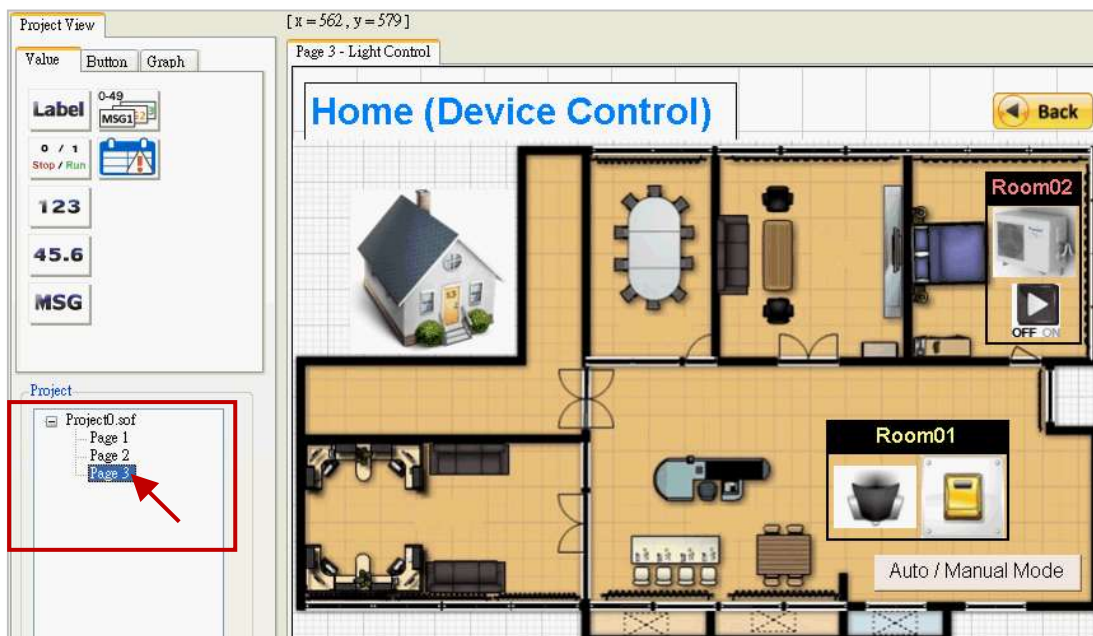 Project View
[ x = 562 , y = 579 ]
Value
Button
Graph
Label
0-49
MSG1
2
3
0 / 1
Stop / Run
123
45.6
MSG
Project
Project0.sof
Page 1
Page 2
Page 3
Page 3 - Light Control
Home (Device Control)
Back
Room02
OFF ON
Room01
Auto / Manual Mode